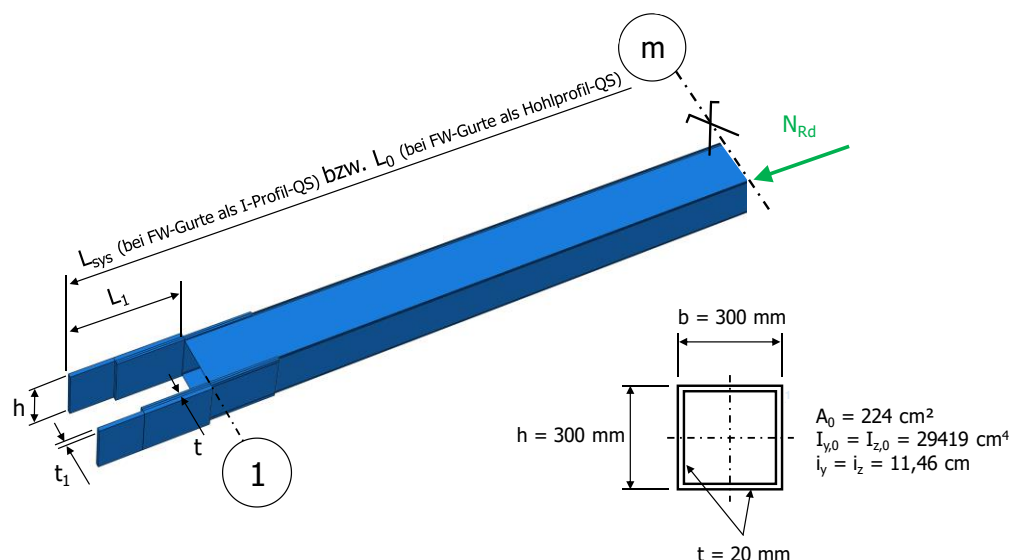 m
N_Rd
L_sys (bei FW-Gurte als I-Profil-QS) bzw. L_0 (bei FW-Gurte als Hohlprofil-QS)
L_1
h
t_1
t
1
b = 300 mm
h = 300 mm
A_0 = 224 cm²
I_y,0 = I_z,0 = 29419 cm⁴
i_y = i_z = 11,46 cm
t = 20 mm